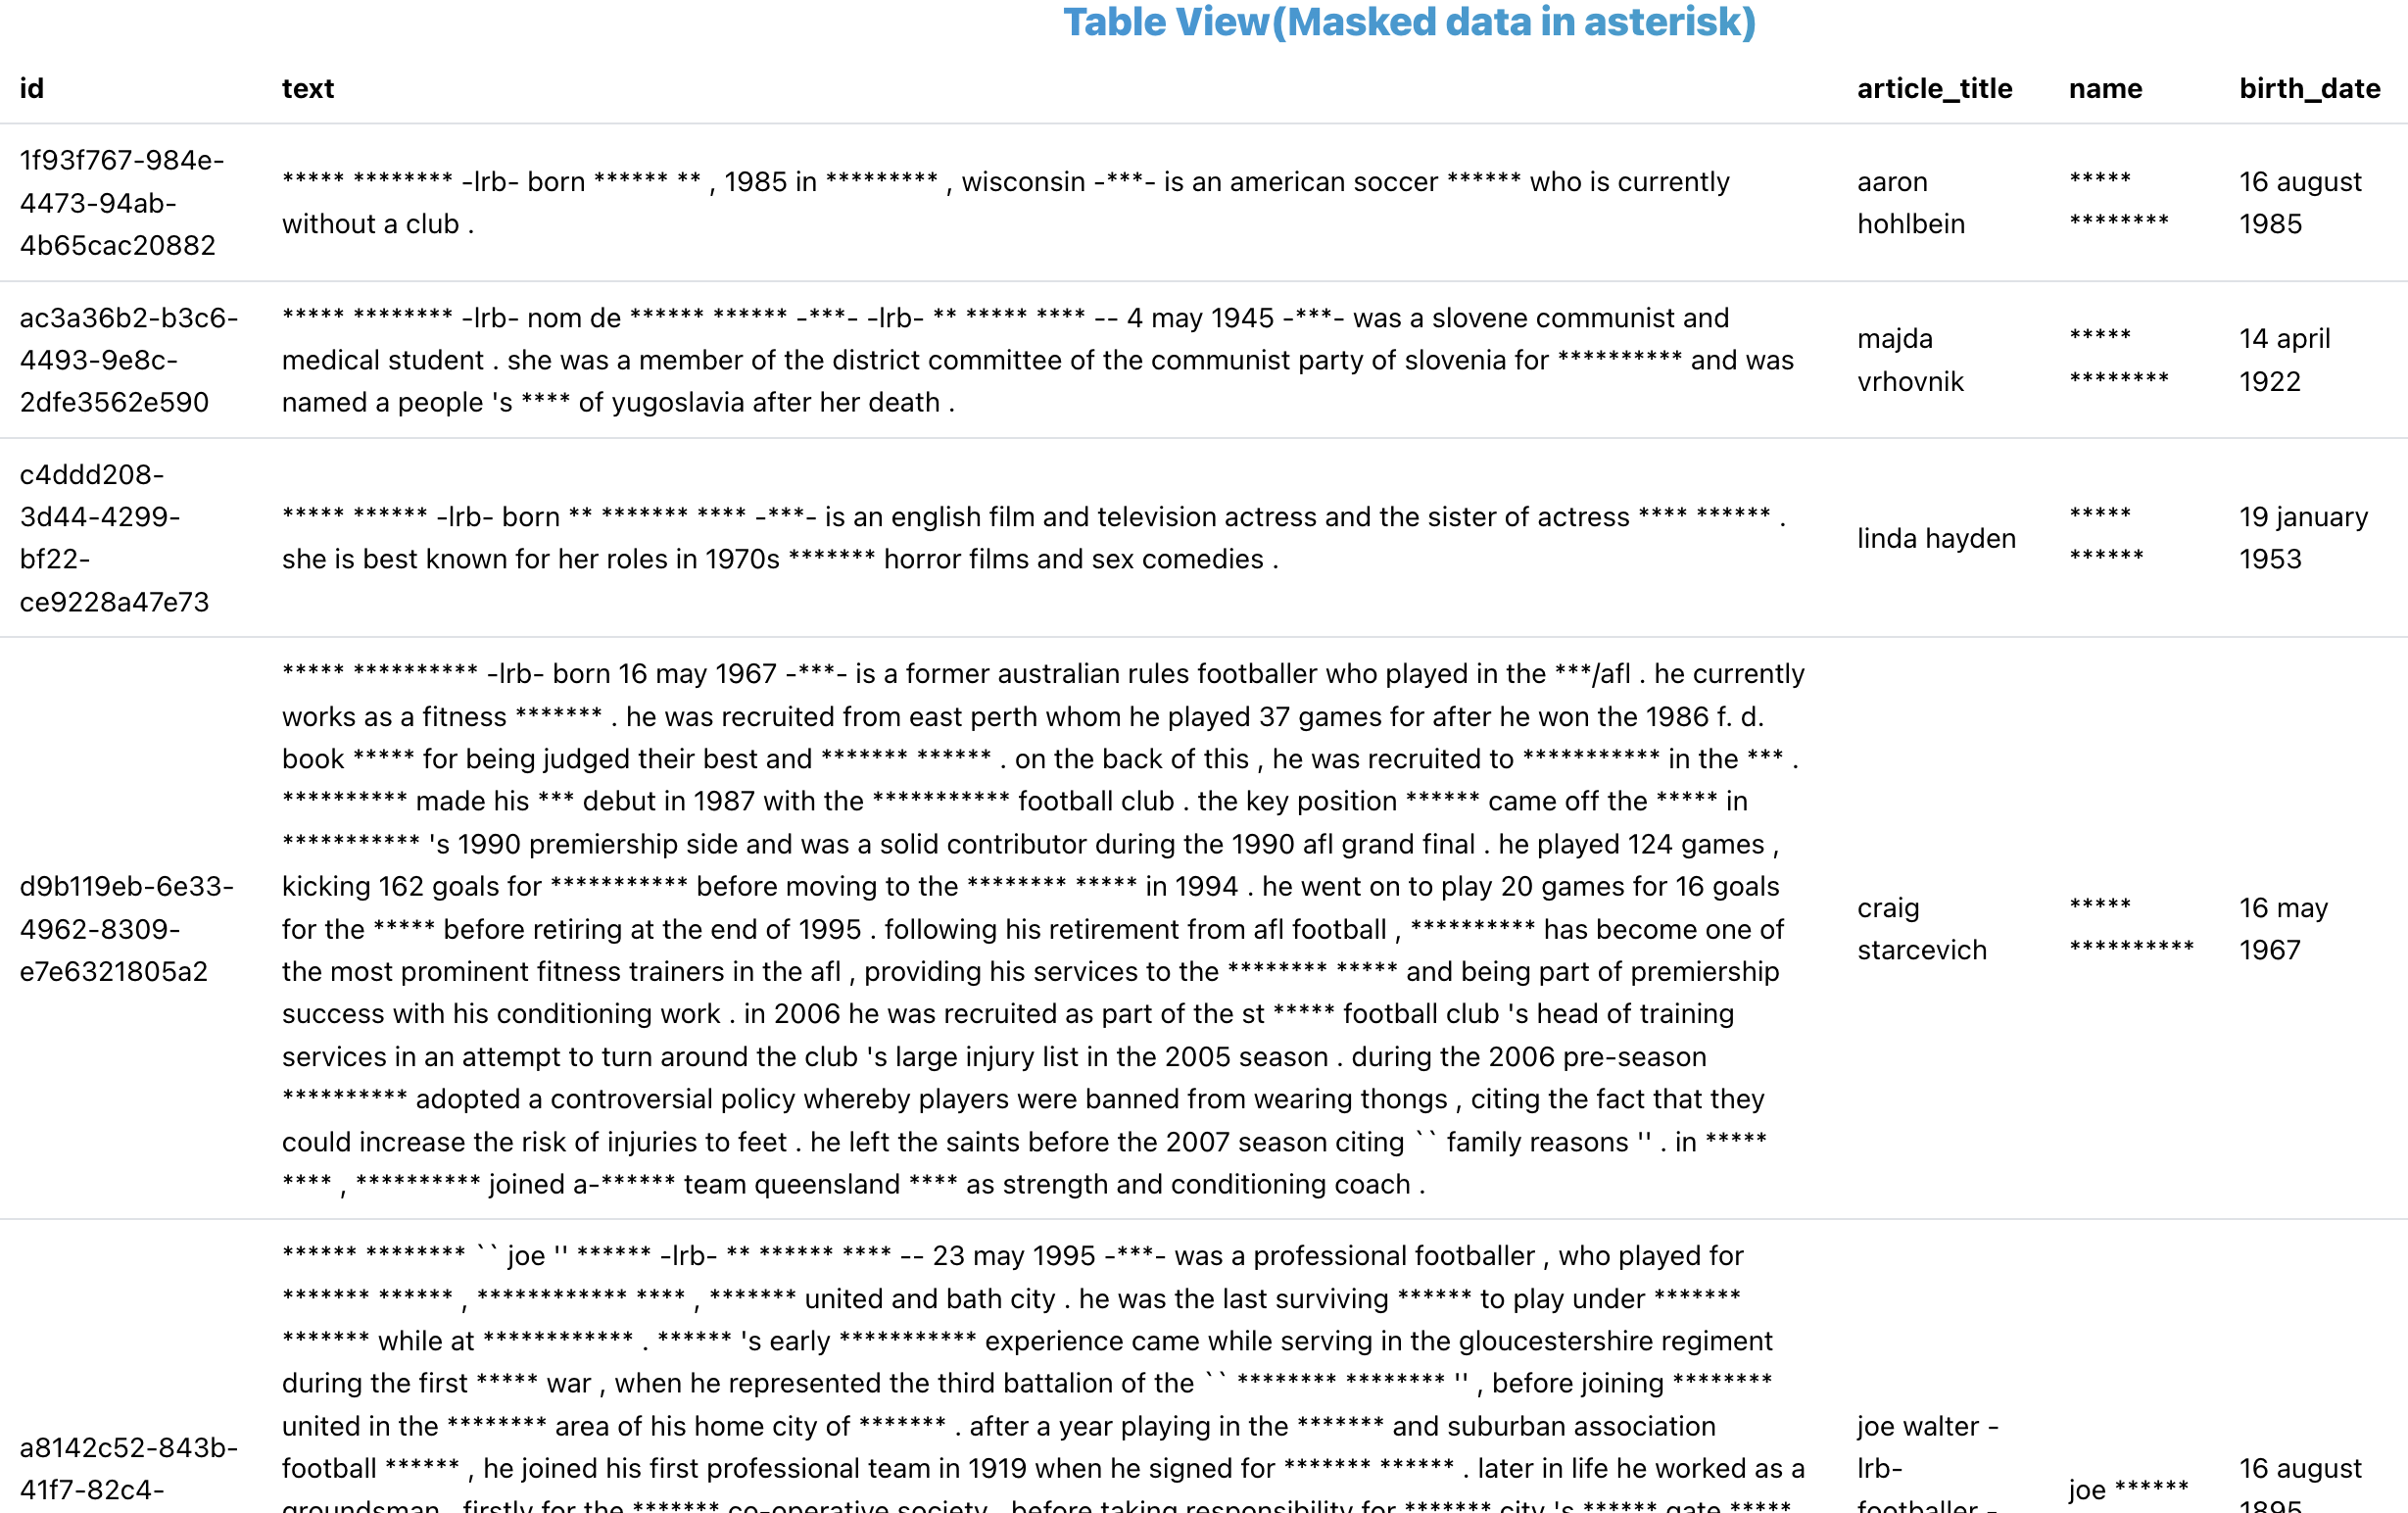 Table View(Masked data in asterisk)
id text article_title name birth_date
1f93f767-984e-
4473-94ab-
4b65cac20882
***** ******** -lrb- born ****** ** , 1985 in ********* , wisconsin -***- is an american soccer ****** who is currently
without a club .
aaron
hohlbein
*****
********
16 august
1985
ac3a36b2-b3c6-
4493-9e8c-
2dfe3562e590
***** ******** -lrb- nom de ****** ****** -***- -lrb- ** ***** **** -- 4 may 1945 -***- was a slovene communist and
medical student . she was a member of the district committee of the communist party of slovenia for ********** and was
named a people 's **** of yugoslavia after her death .
majda
vrhovnik
*****
********
14 april
1922
c4ddd208-
3d44-4299-
bf22-
ce9228a47e73
***** ****** -lrb- born ** ******* **** -***- is an english film and television actress and the sister of actress **** ****** .
she is best known for her roles in 1970s ******* horror films and sex comedies .
linda hayden
*****
******
19 january
1953
d9b119eb-6e33-
4962-8309-
e7e6321805a2
***** ********** -lrb- born 16 may 1967 -***- is a former australian rules footballer who played in the ***/afl . he currently
works as a fitness ******* . he was recruited from east perth whom he played 37 games for after he won the 1986 f. d.
book ***** for being judged their best and ******* ****** . on the back of this , he was recruited to *********** in the *** .
********** made his *** debut in 1987 with the *********** football club . the key position ****** came off the ***** in
*********** 's 1990 premiership side and was a solid contributor during the 1990 afl grand final . he played 124 games ,
kicking 162 goals for *********** before moving to the ******** ***** in 1994 . he went on to play 20 games for 16 goals
for the ***** before retiring at the end of 1995 . following his retirement from afl football , ********** has become one of
the most prominent fitness trainers in the afl , providing his services to the ******** ***** and being part of premiership
success with his conditioning work . in 2006 he was recruited as part of the st ***** football club 's head of training
services in an attempt to turn around the club 's large injury list in the 2005 season . during the 2006 pre-season
********** adopted a controversial policy whereby players were banned from wearing thongs , citing the fact that they
could increase the risk of injuries to feet . he left the saints before the 2007 season citing `` family reasons '' . in *****
**** , ********** joined a-****** team queensland **** as strength and conditioning coach .
craig
starcevich
*****
**********
16 may
1967
a8142c52-843b-
41f7-82c4-
****** ******** `` joe '' ****** -lrb- ** ****** **** -- 23 may 1995 -***- was a professional footballer , who played for
******* ****** , ************ **** , ******* united and bath city . he was the last surviving ****** to play under *******
******* while at ************ . ****** 's early *********** experience came while serving in the gloucestershire regiment
during the first ***** war , when he represented the third battalion of the `` ******** ******** '' , before joining ********
united in the ******** area of his home city of ******* . after a year playing in the ******* and suburban association
football ****** , he joined his first professional team in 1919 when he signed for ******* ****** . later in life he worked as a
groundsman , firstly for the ******* co-operative society , before taking responsibility for ******* city 's ****** gate *****
joe walter -
lrb-
footballer -
joe ******
16 august
1895